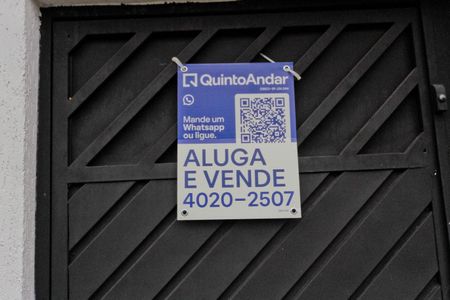 QuintoAndar
Mande um
Whatsapp
ou ligue.
ALUGA
E VENDE
4020-2507